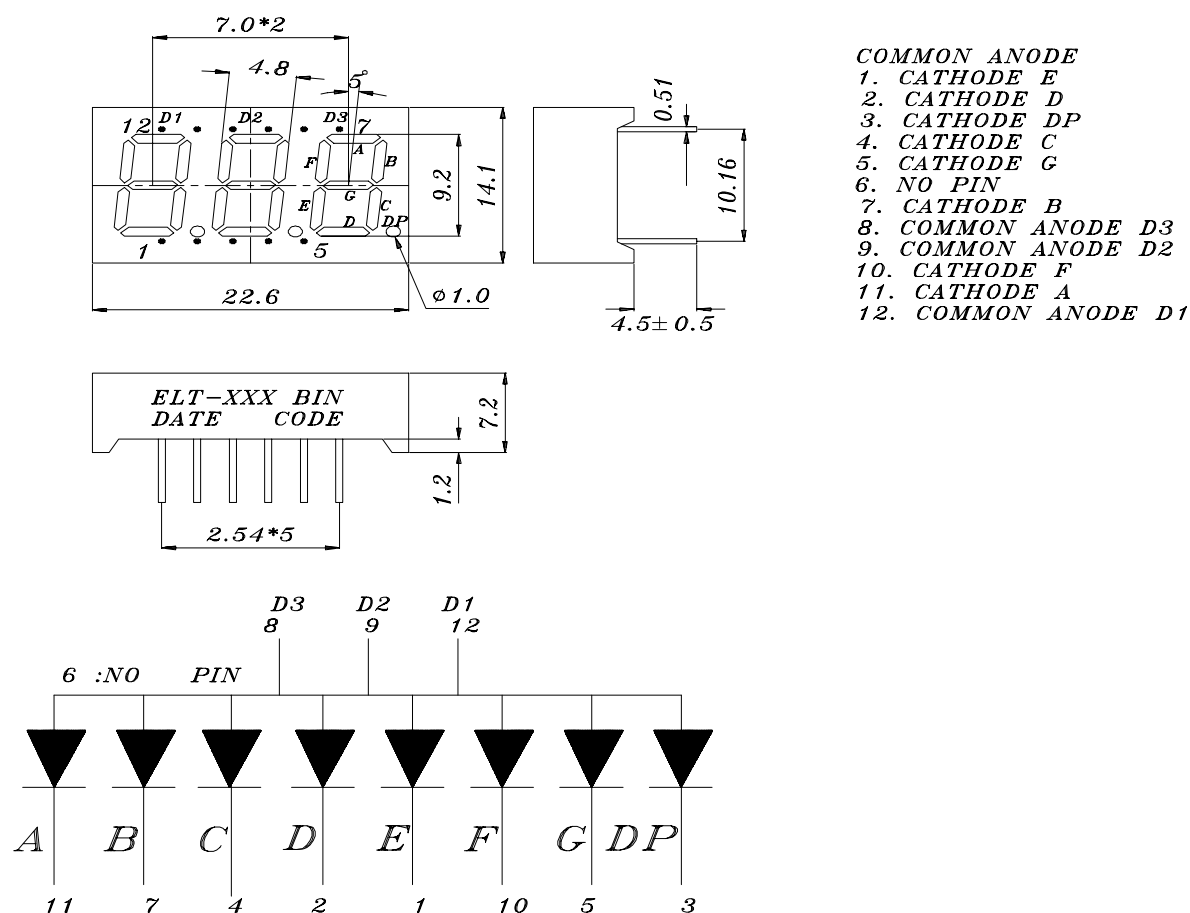 7.0*2
4.8
5°
12 D1 D2 D3 7
A
F B
G
E C
D DP
1 5
9.2
14.1
22.6
ø1.0
0.51
10.16
4.5± 0.5
COMMON ANODE
1. CATHODE E
2. CATHODE D
3. CATHODE DP
4. CATHODE C
5. CATHODE G
6. NO PIN
7. CATHODE B
8. COMMON ANODE D3
9. COMMON ANODE D2
10. CATHODE F
11. CATHODE A
12. COMMON ANODE D1
ELT-XXX BIN
DATE CODE
7.2
1.2
2.54*5
D3 D2 D1
8 9 12
6 :NO PIN
A B C D E F G DP
11 7 4 2 1 10 5 3